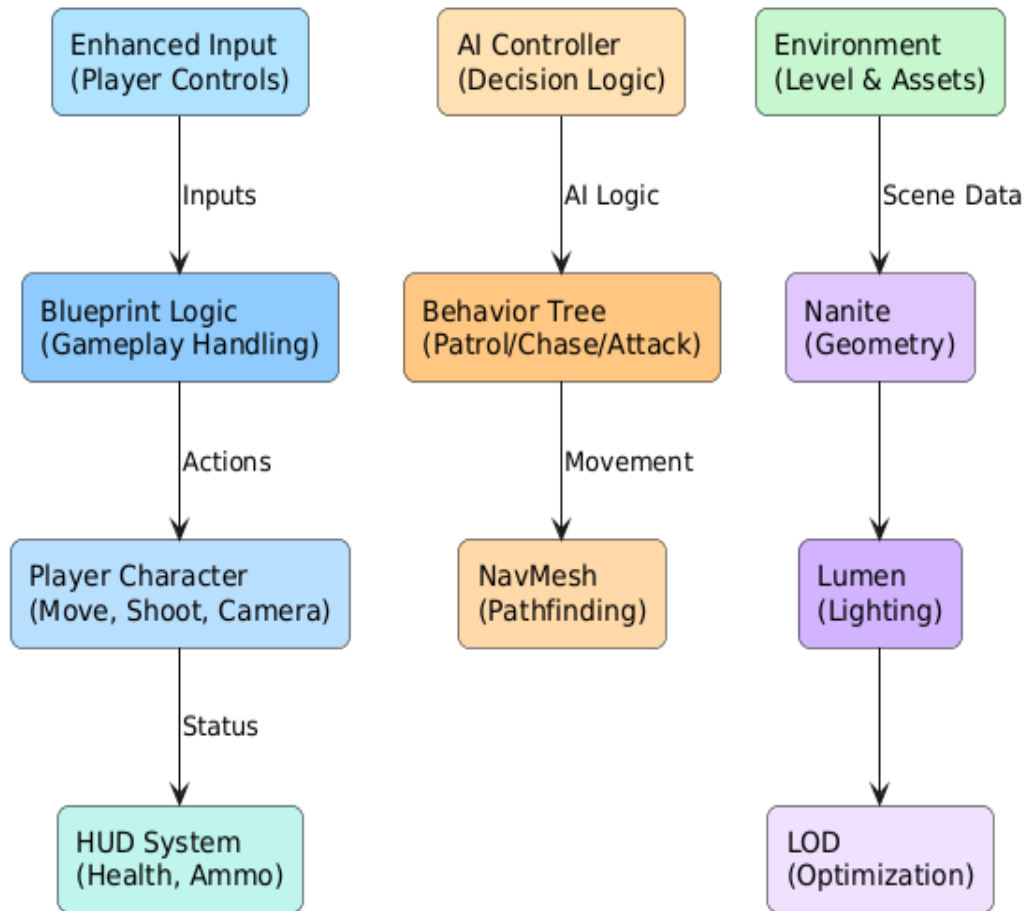 Enhanced Input
(Player Controls)
AI Controller
(Decision Logic)
Environment
(Level & Assets)
Inputs
AI Logic
Scene Data
Blueprint Logic
(Gameplay Handling)
Behavior Tree
(Patrol/Chase/Attack)
Nanite
(Geometry)
Actions
Movement
Player Character
(Move, Shoot, Camera)
NavMesh
(Pathfinding)
Lumen
(Lighting)
Status
HUD System
(Health, Ammo)
LOD
(Optimization)